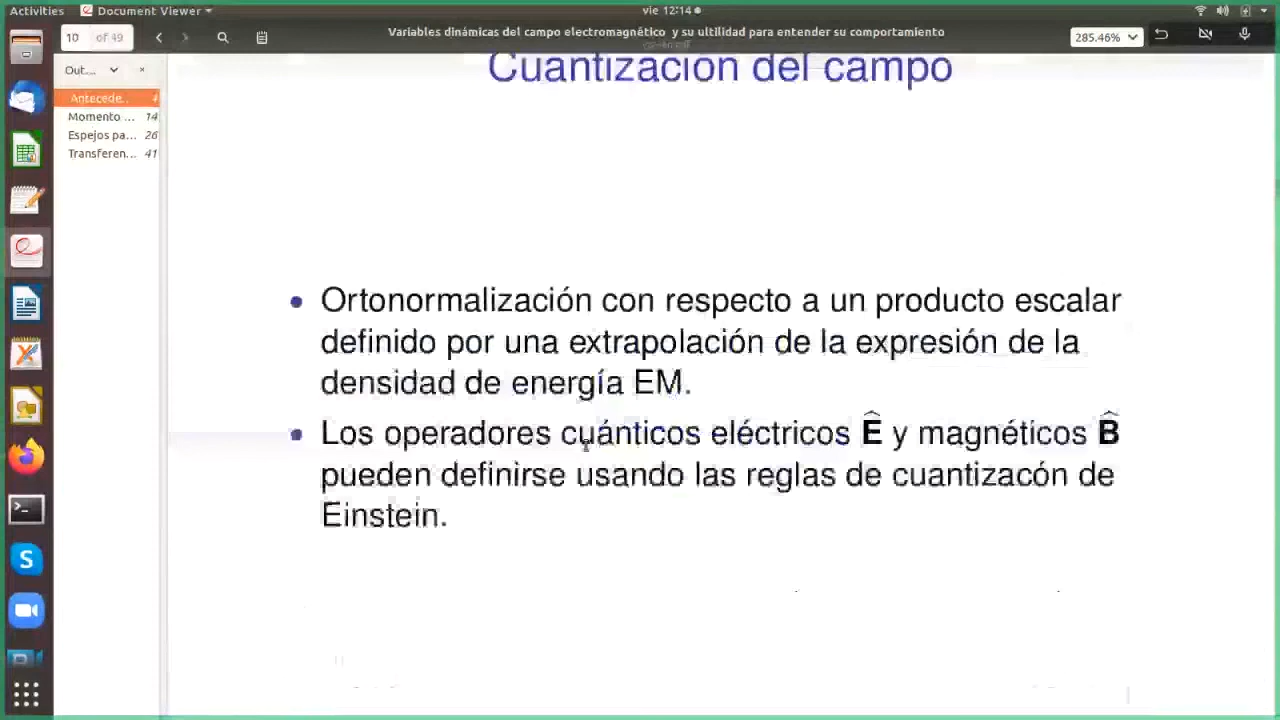 Activities
Document Viewer
vie 12:14
10 of 49
Variables dinámicas del campo electromagnético y su ultilidad para entender su comportamiento
285.46%
Out...
Antecede... 4
Momento ... 14
Espejos pa... 26
Transferen... 41
Cuantización del campo
• Ortonormalización con respecto a un producto escalar
definido por una extrapolación de la expresión de la
densidad de energía EM.
• Los operadores cuánticos eléctricos Ê y magnéticos B̂
pueden definirse usando las reglas de cuantizacón de
Einstein.